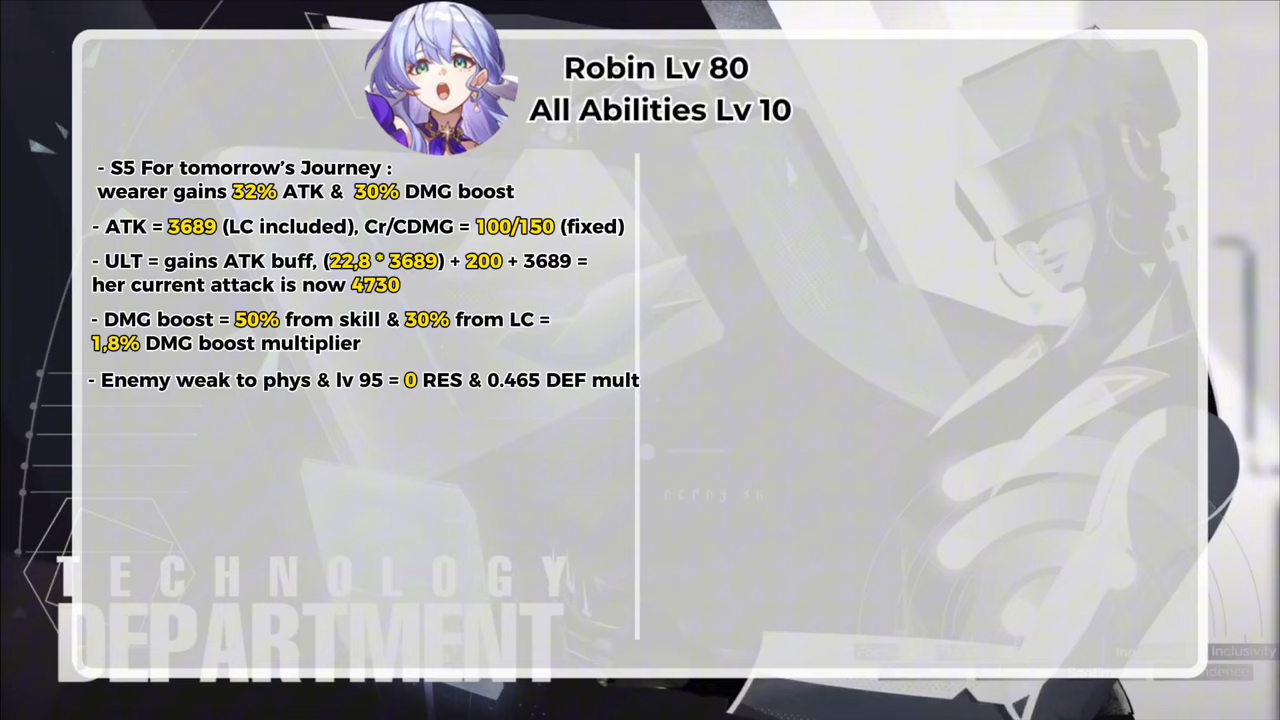 Robin Lv 80
All Abilities Lv 10
- S5 For tomorrow's Journey :
wearer gains 32% ATK & 30% DMG boost
- ATK = 3689 (LC included), Cr/CDMG = 100/150 (fixed)
- ULT = gains ATK buff, (22,8 * 3689) + 200 + 3689 =
her current attack is now 4730
- DMG boost = 50% from skill & 30% from LC =
1,8% DMG boost multiplier
- Enemy weak to phys & lv 95 = 0 RES & 0.465 DEF mult
TECHNOLOGY
DEPARTMENT
Inclusivity